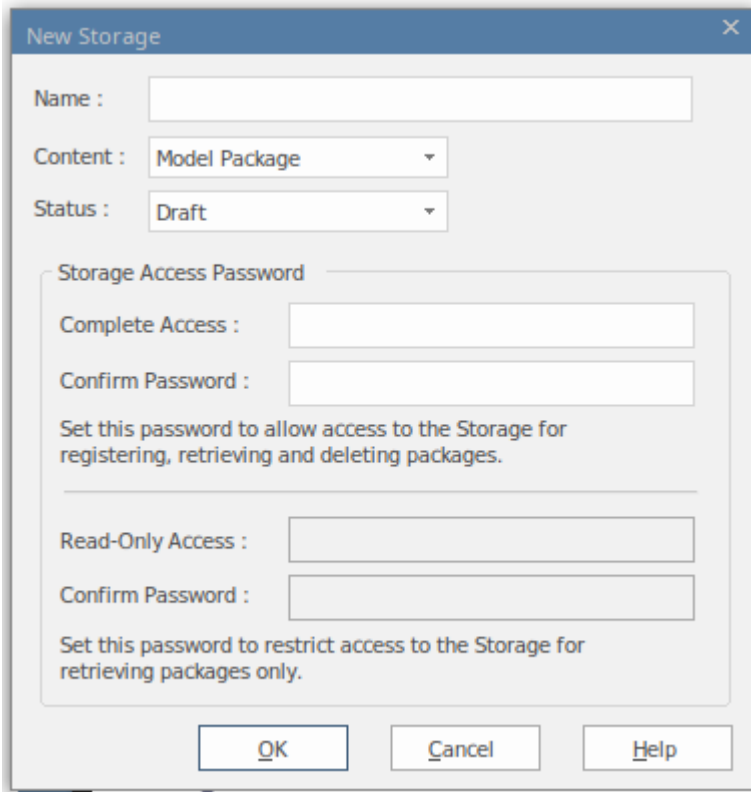 New Storage
Name :
Content : Model Package
Status : Draft
Storage Access Password
Complete Access :
Confirm Password :
Set this password to allow access to the Storage for
registering, retrieving and deleting packages.
Read-Only Access :
Confirm Password :
Set this password to restrict access to the Storage for
retrieving packages only.
OK Cancel Help